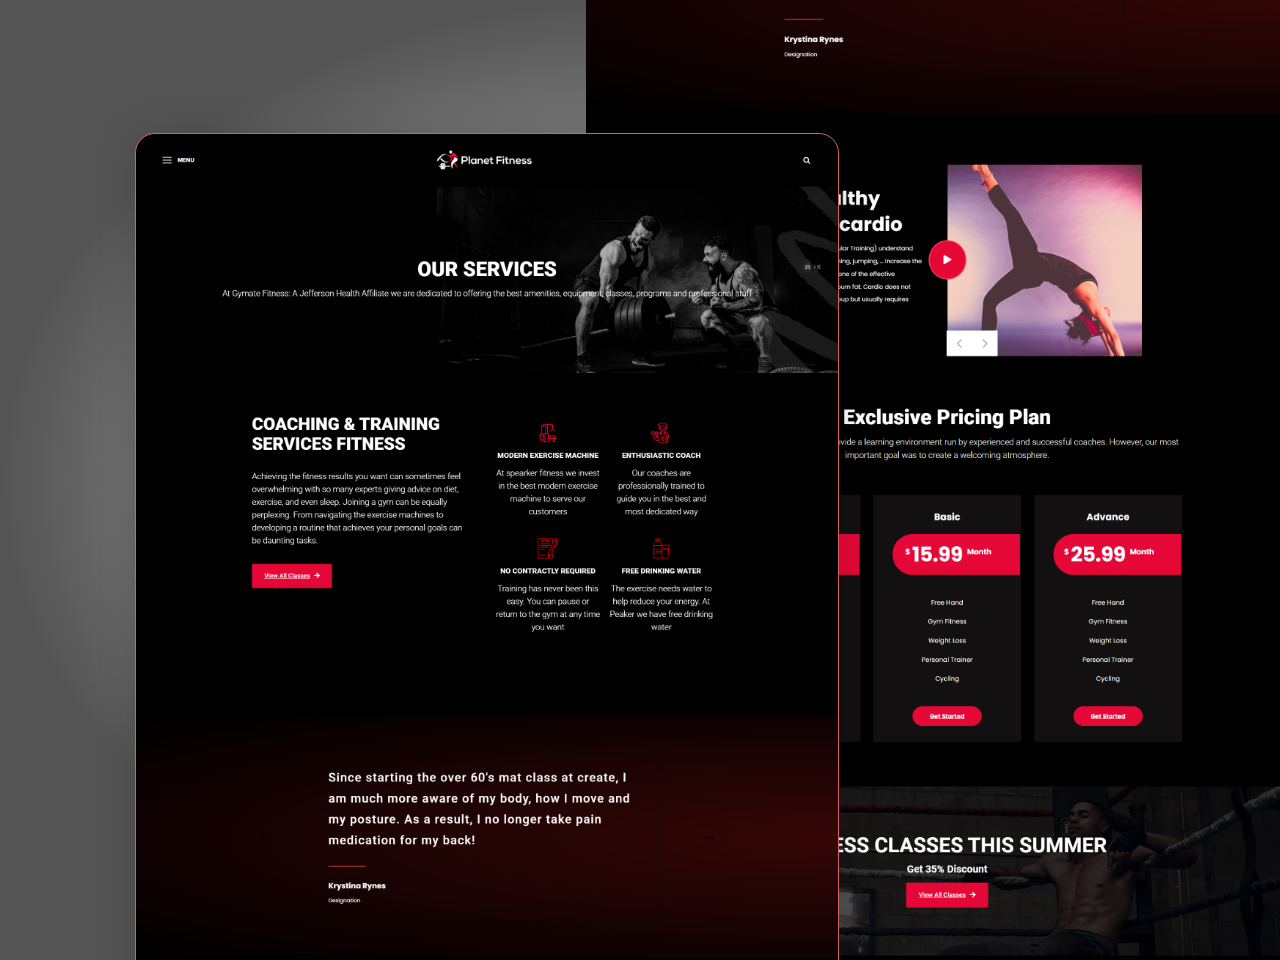 Krystina Rynes
Designation
MENU
Planet Fitness
OUR SERVICES
At Gymate Fitness: A Jefferson Health Affiliate we are dedicated to offering the best amenities, equipment, classes, programs and professional staff
COACHING & TRAINING
SERVICES FITNESS
Achieving the fitness results you want can sometimes feel
overwhelming with so many experts giving advice on diet,
exercise, and even sleep. Joining a gym can be equally
perplexing. From navigating the exercise machines to
developing a routine that achieves your personal goals can
be daunting tasks.
View All Classes
MODERN EXERCISE MACHINE
At spearker fitness we invest
in the best modern exercise
machine to serve our
customers
ENTHUSIASTIC COACH
Our coaches are
professionally trained to
guide you in the best and
most dedicated way
NO CONTRACTLY REQUIRED
Training has never been this
easy. You can pause or
return to the gym at any time
you want
FREE DRINKING WATER
The exercise needs water to
help reduce your energy. At
Peaker we have free drinking
water
Since starting the over 60's mat class at create, I
am much more aware of my body, how I move and
my posture. As a result, I no longer take pain
medication for my back!
Krystina Rynes
Designation
lthy
cardio
lar Training) understand
ning, jumping, ... increase the
one of the effective
burn fat. Cardio does not
oup but usually requires
Exclusive Pricing Plan
vide a learning environment run by experienced and successful coaches. However, our most
important goal was to create a welcoming atmosphere.
Basic
$ 15.99 Month
Free Hand
Gym Fitness
Weight Loss
Personal Trainer
Cycling
Get Started
Advance
$ 25.99 Month
Free Hand
Gym Fitness
Weight Loss
Personal Trainer
Cycling
Get Started
ESS CLASSES THIS SUMMER
Get 35% Discount
View All Classes